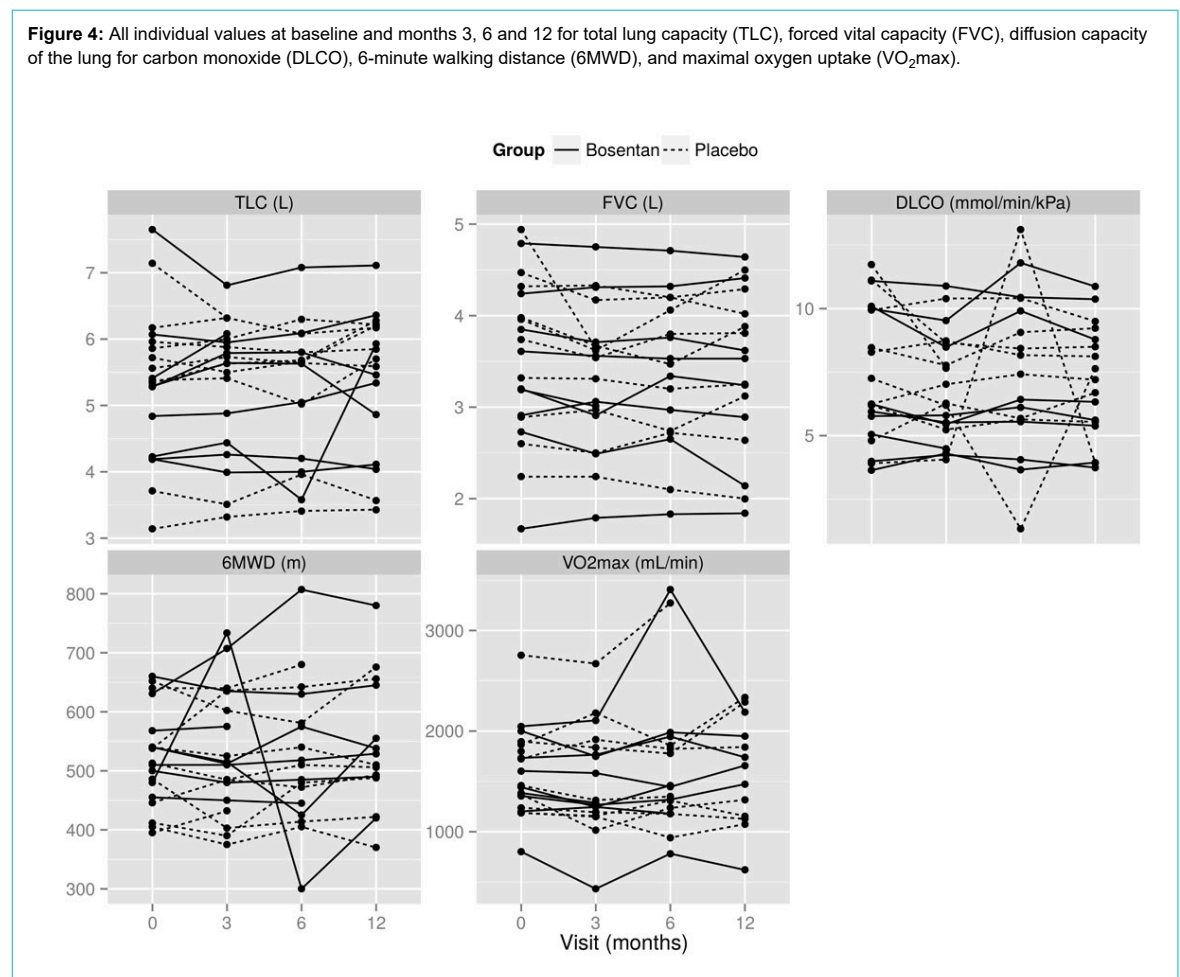 Figure 4: All individual values at baseline and months 3, 6 and 12 for total lung capacity (TLC), forced vital capacity (FVC), diffusion capacity
of the lung for carbon monoxide (DLCO), 6-minute walking distance (6MWD), and maximal oxygen uptake (VO₂max).
Group Bosentan Placebo
TLC (L)
7
6
5
4
3
FVC (L)
5
4
3
2
DLCO (mmol/min/kPa)
10
5
6MWD (m)
800
700
600
500
400
300
0 3 6 12
VO2max (mL/min)
3000
2000
1000
0 3 6 12
Visit (months)